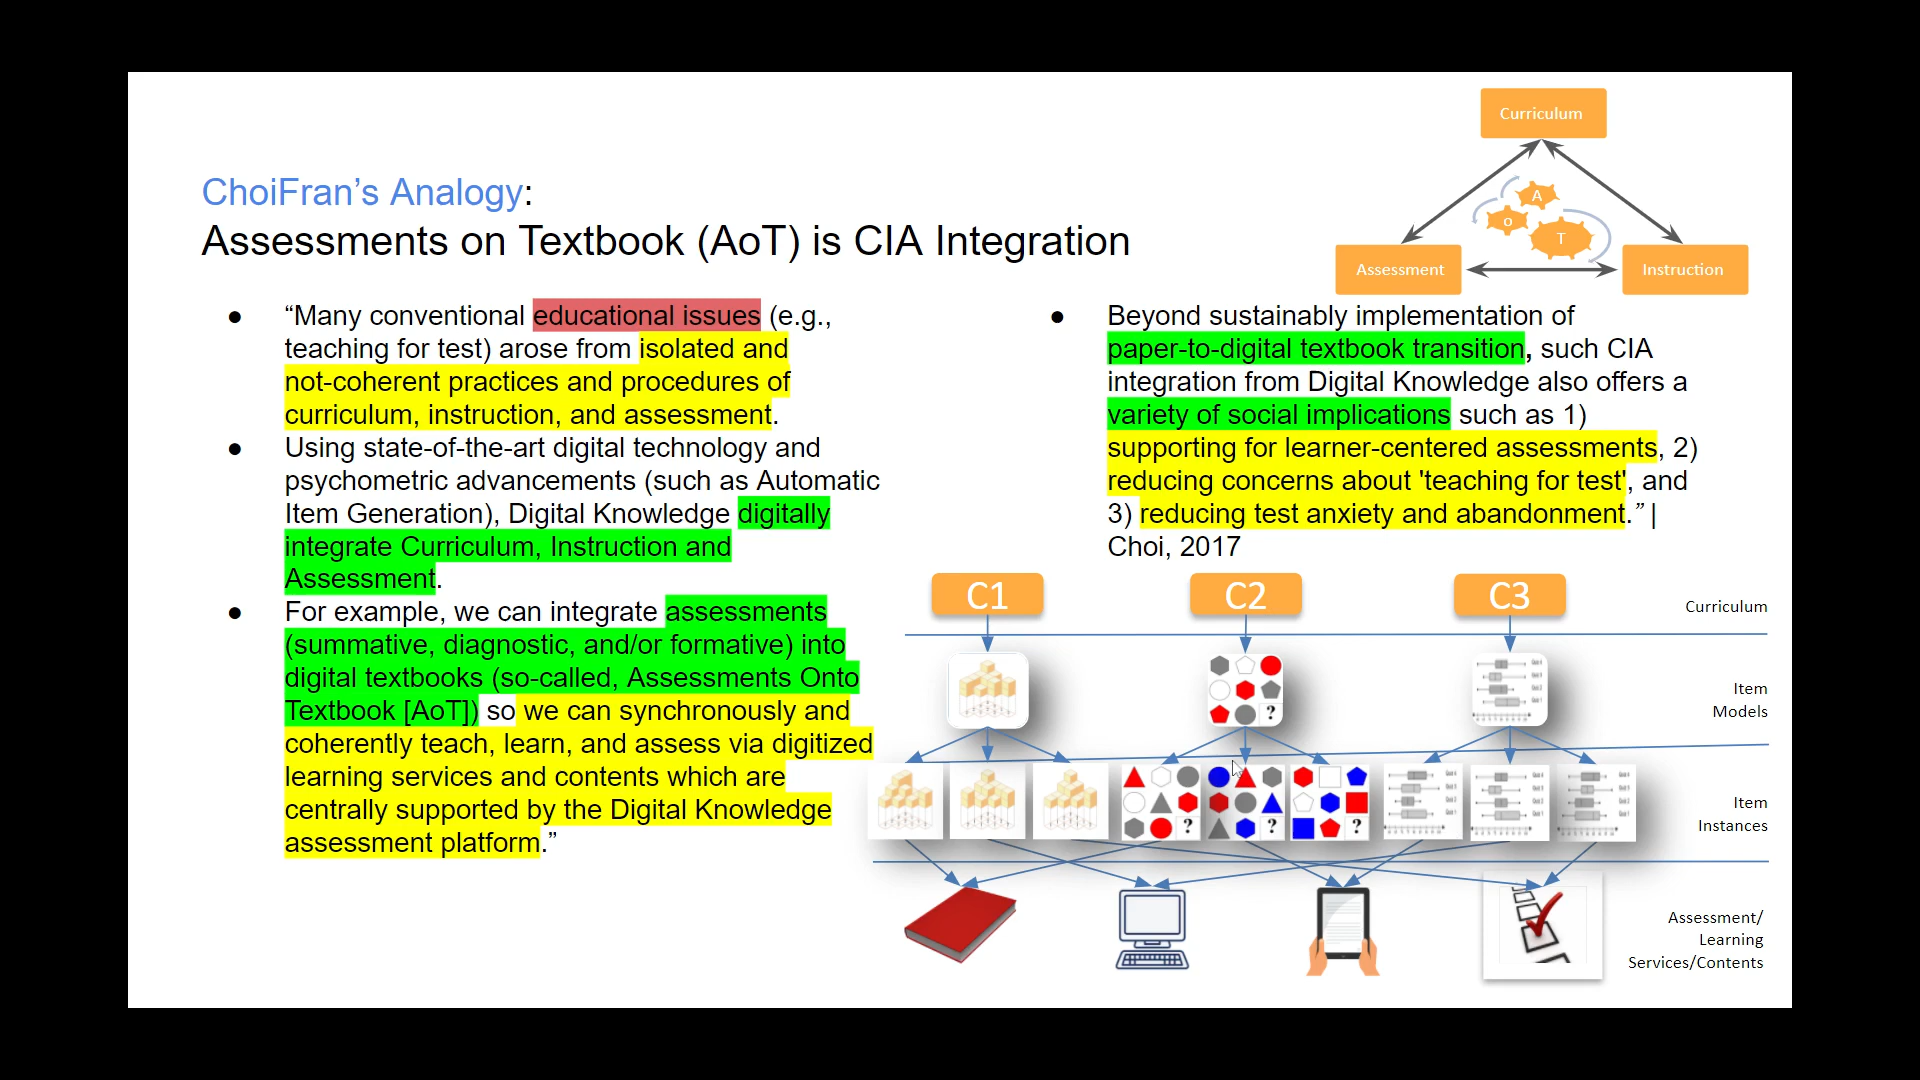 Curriculum
A
o
T
Assessment
Instruction
ChoiFran’s Analogy:
Assessments on Textbook (AoT) is CIA Integration
● “Many conventional educational issues (e.g.,
teaching for test) arose from isolated and
not-coherent practices and procedures of
curriculum, instruction, and assessment.
● Using state-of-the-art digital technology and
psychometric advancements (such as Automatic
Item Generation), Digital Knowledge digitally
integrate Curriculum, Instruction and
Assessment.
● For example, we can integrate assessments
(summative, diagnostic, and/or formative) into
digital textbooks (so-called, Assessments Onto
Textbook [AoT]) so we can synchronously and
coherently teach, learn, and assess via digitized
learning services and contents which are
centrally supported by the Digital Knowledge
assessment platform.”
● Beyond sustainably implementation of
paper-to-digital textbook transition, such CIA
integration from Digital Knowledge also offers a
variety of social implications such as 1)
supporting for learner-centered assessments, 2)
reducing concerns about 'teaching for test', and
3) reducing test anxiety and abandonment.” |
Choi, 2017
C1
C2
C3
Curriculum
?
Item
Models
?
?
?
Item
Instances
Assessment/
Learning
Services/Contents